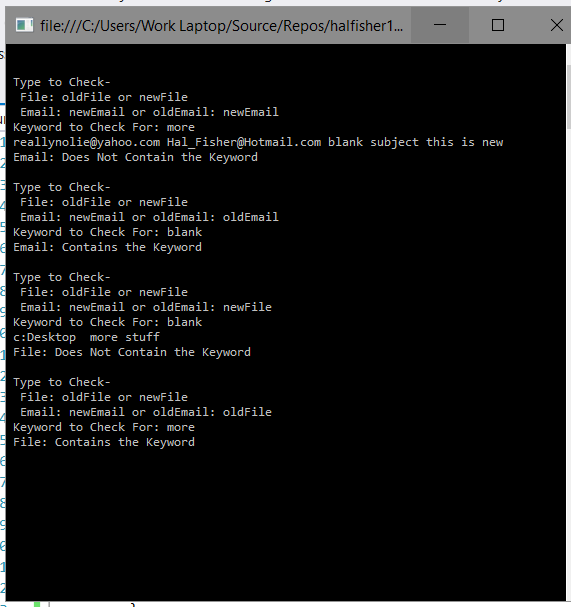 file:///C:/Users/Work Laptop/Source/Repos/halfisher1...
Type to Check-
File: oldFile or newFile
Email: newEmail or oldEmail: newEmail
Keyword to Check For: more
reallynolie@yahoo.com Hal_Fisher@Hotmail.com blank subject this is new
Email: Does Not Contain the Keyword
Type to Check-
File: oldFile or newFile
Email: newEmail or oldEmail: oldEmail
Keyword to Check For: blank
Email: Contains the Keyword
Type to Check-
File: oldFile or newFile
Email: newEmail or oldEmail: newFile
Keyword to Check For: blank
c:Desktop  more stuff
File: Does Not Contain the Keyword
Type to Check-
File: oldFile or newFile
Email: newEmail or oldEmail: oldFile
Keyword to Check For: more
File: Contains the Keyword